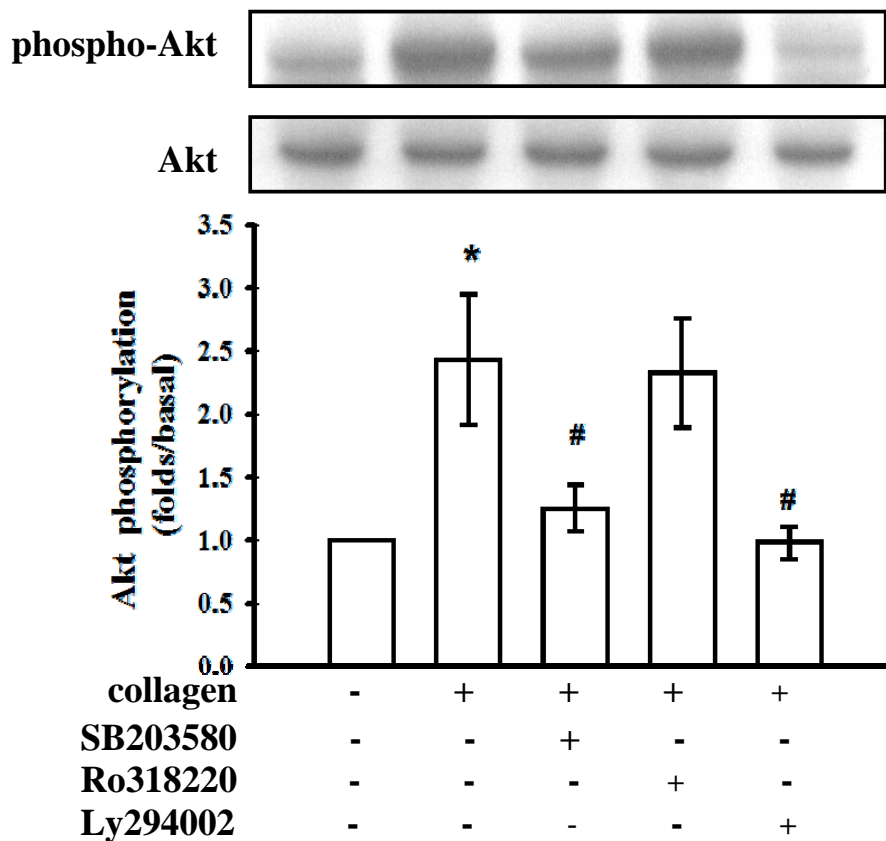 phospho-Akt
Akt
Akt phosphorylation
(folds/basal)
3.5
3.0
2.5
2.0
1.5
1.0
0.5
0.0
*
#
#
collagen - + + + +
SB203580 - - + - -
Ro318220 - - - + -
Ly294002 - - - - +